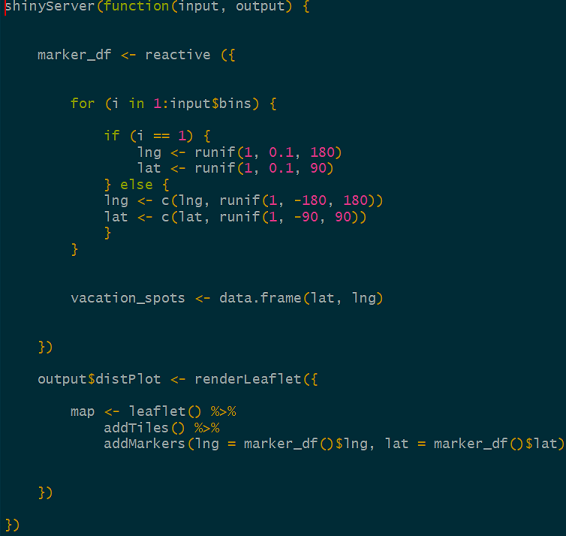 shinyServer(function(input, output) {
marker_df <- reactive ({
for (i in 1:input$bins) {
if (i == 1) {
lng <- runif(1, 0.1, 180)
lat <- runif(1, 0.1, 90)
} else {
lng <- c(lng, runif(1, -180, 180))
lat <- c(lat, runif(1, -90, 90))
}
}
vacation_spots <- data.frame(lat, lng)
})
output$distPlot <- renderLeaflet({
map <- leaflet() %>%
addTiles() %>%
addMarkers(lng = marker_df()$lng, lat = marker_df()$lat)
})
})